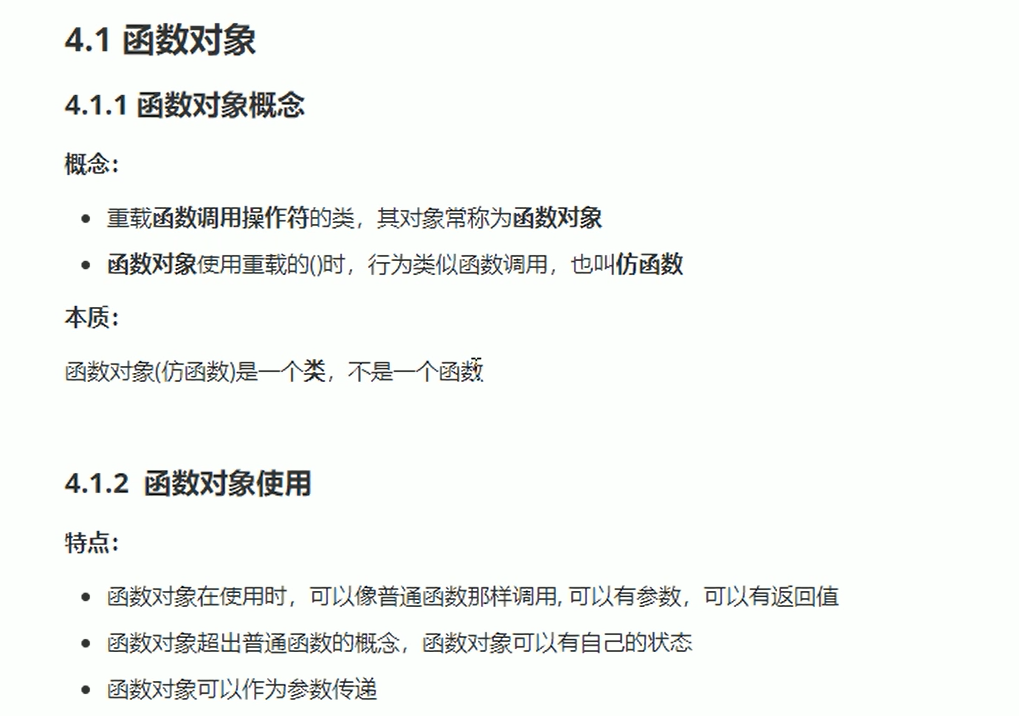 4.1 函数对象
4.1.1 函数对象概念
概念：
重载函数调用操作符的类，其对象常称为函数对象
函数对象使用重载的()时，行为类似函数调用，也叫仿函数
本质：
函数对象(仿函数)是一个类，不是一个函数
4.1.2 函数对象使用
特点：
函数对象在使用时，可以像普通函数那样调用, 可以有参数，可以有返回值
函数对象超出普通函数的概念，函数对象可以有自己的状态
函数对象可以作为参数传递